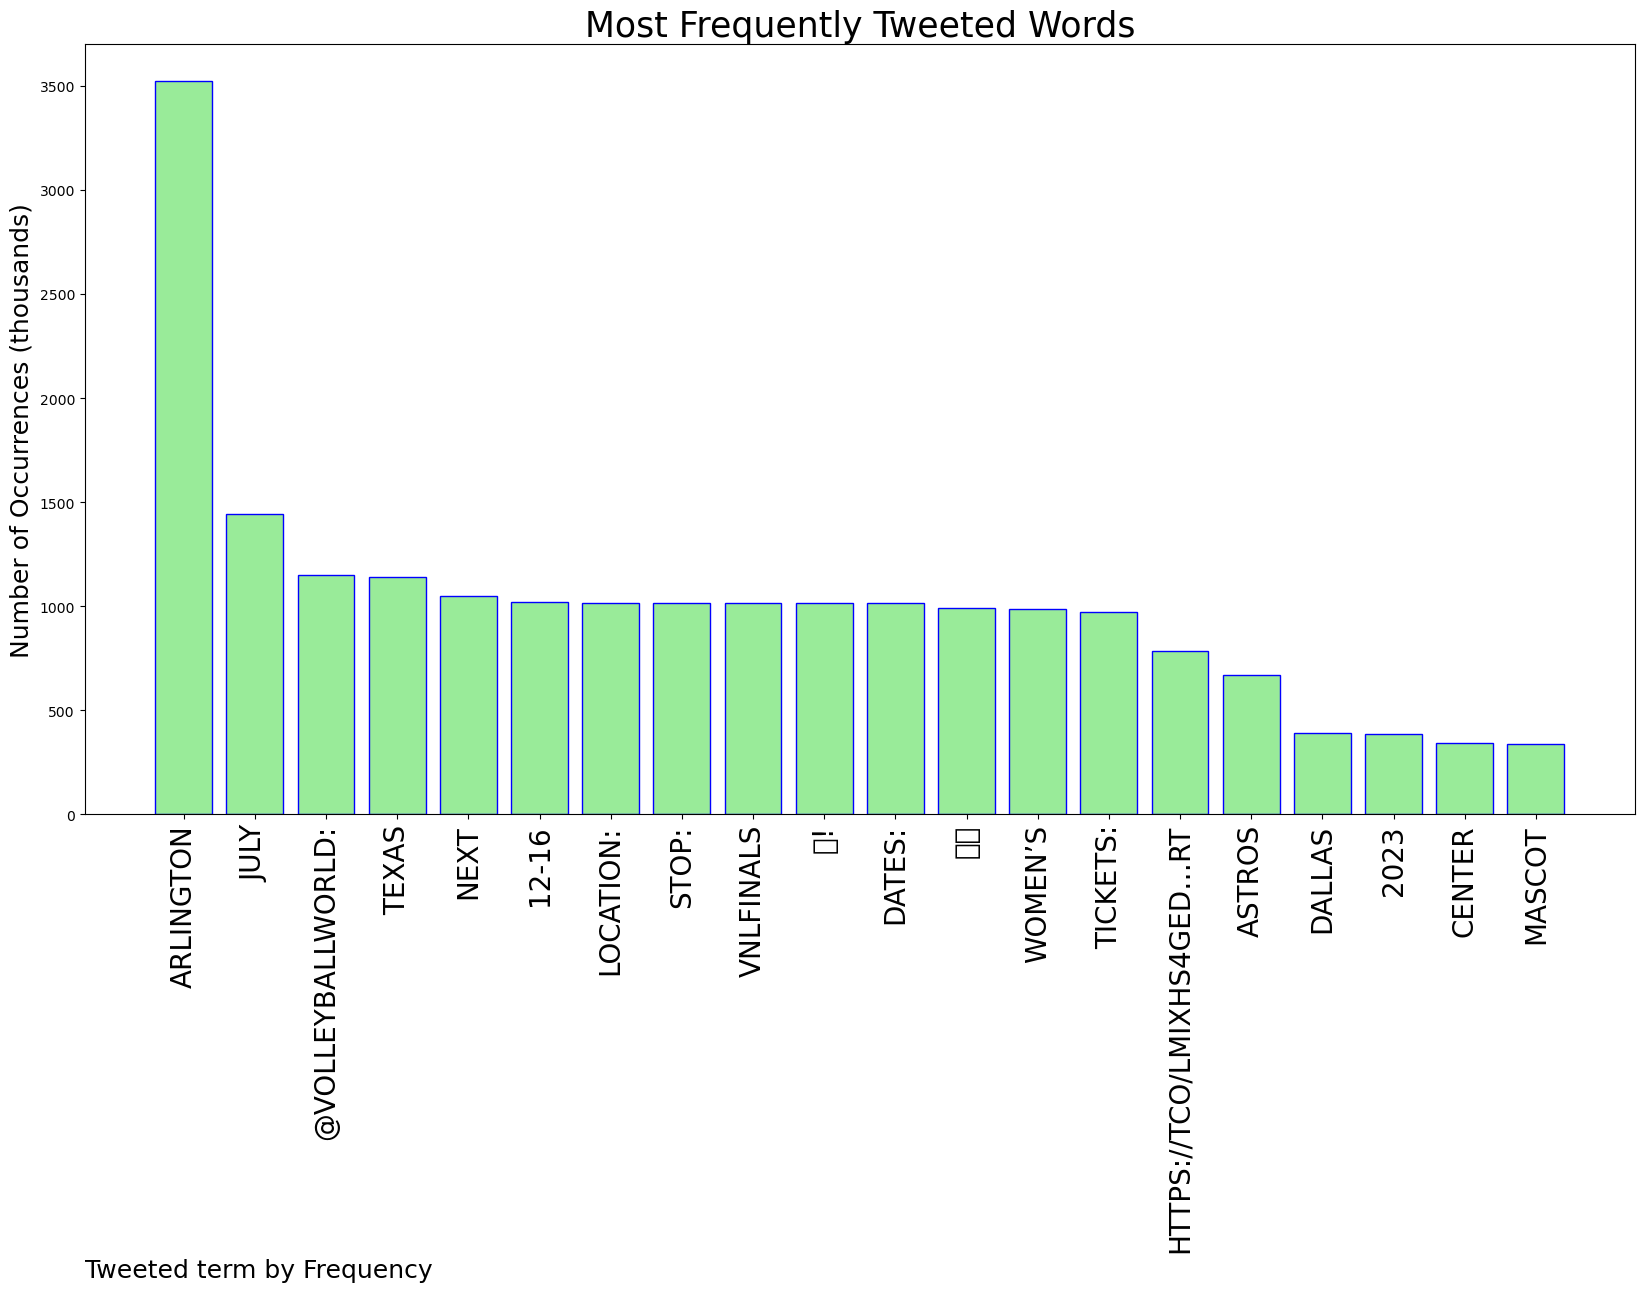 Most Frequently Tweeted Words
Number of Occurrences (thousands)
3500
3000
2500
2000
1500
1000
500
0
ARLINGTON
JULY
@VOLLEYBALLWORLD:
TEXAS
NEXT
12-16
LOCATION:
STOP:
VNLFINALS
!
DATES:
WOMEN’S
TICKETS:
HTTPS://TCO/LMIXHS4GED…RT
ASTROS
DALLAS
2023
CENTER
MASCOT
Tweeted term by Frequency